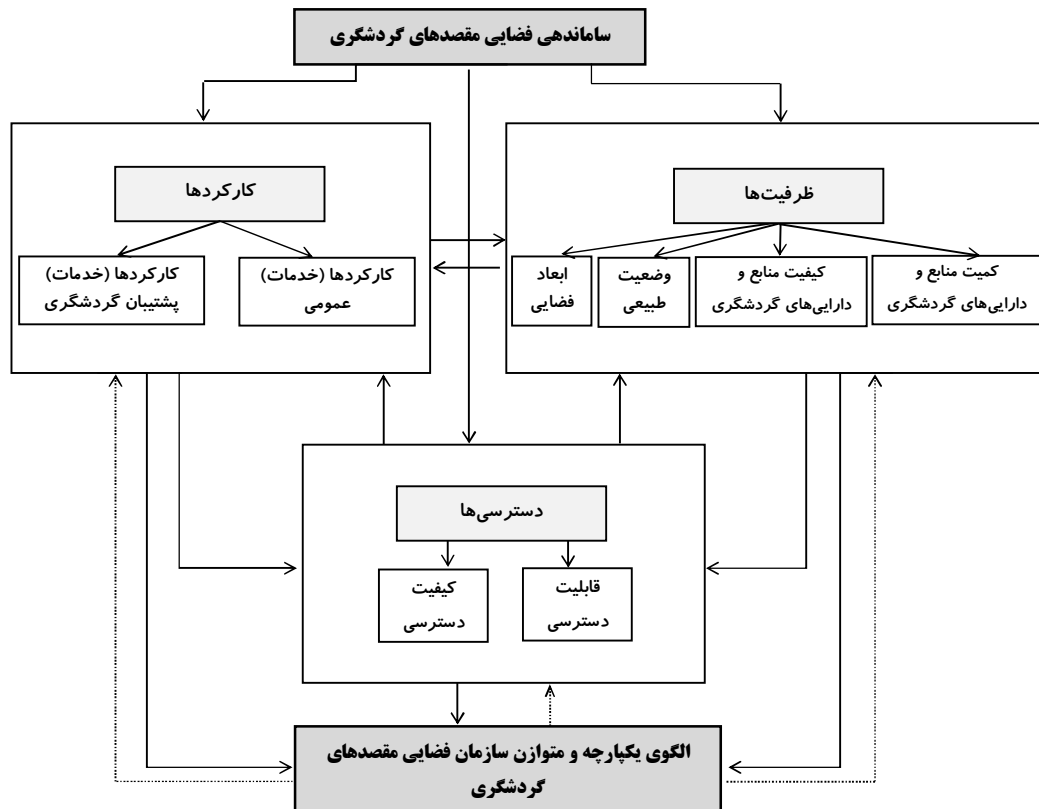 ساماندهی فضایی مقصدهای گردشگری
ظرفیت‌ها
کمیت منابع و
دارایی‌های گردشگری
کیفیت منابع و
دارایی‌های گردشگری
وضعیت
طبیعی
ابعاد
فضایی
کارکردها
کارکردها (خدمات)
عمومی
کارکردها (خدمات)
پشتیبان گردشگری
دسترسی‌ها
قابلیت
دسترسی
کیفیت
دسترسی
الگوی یکپارچه و متوازن سازمان فضایی مقصدهای
گردشگری